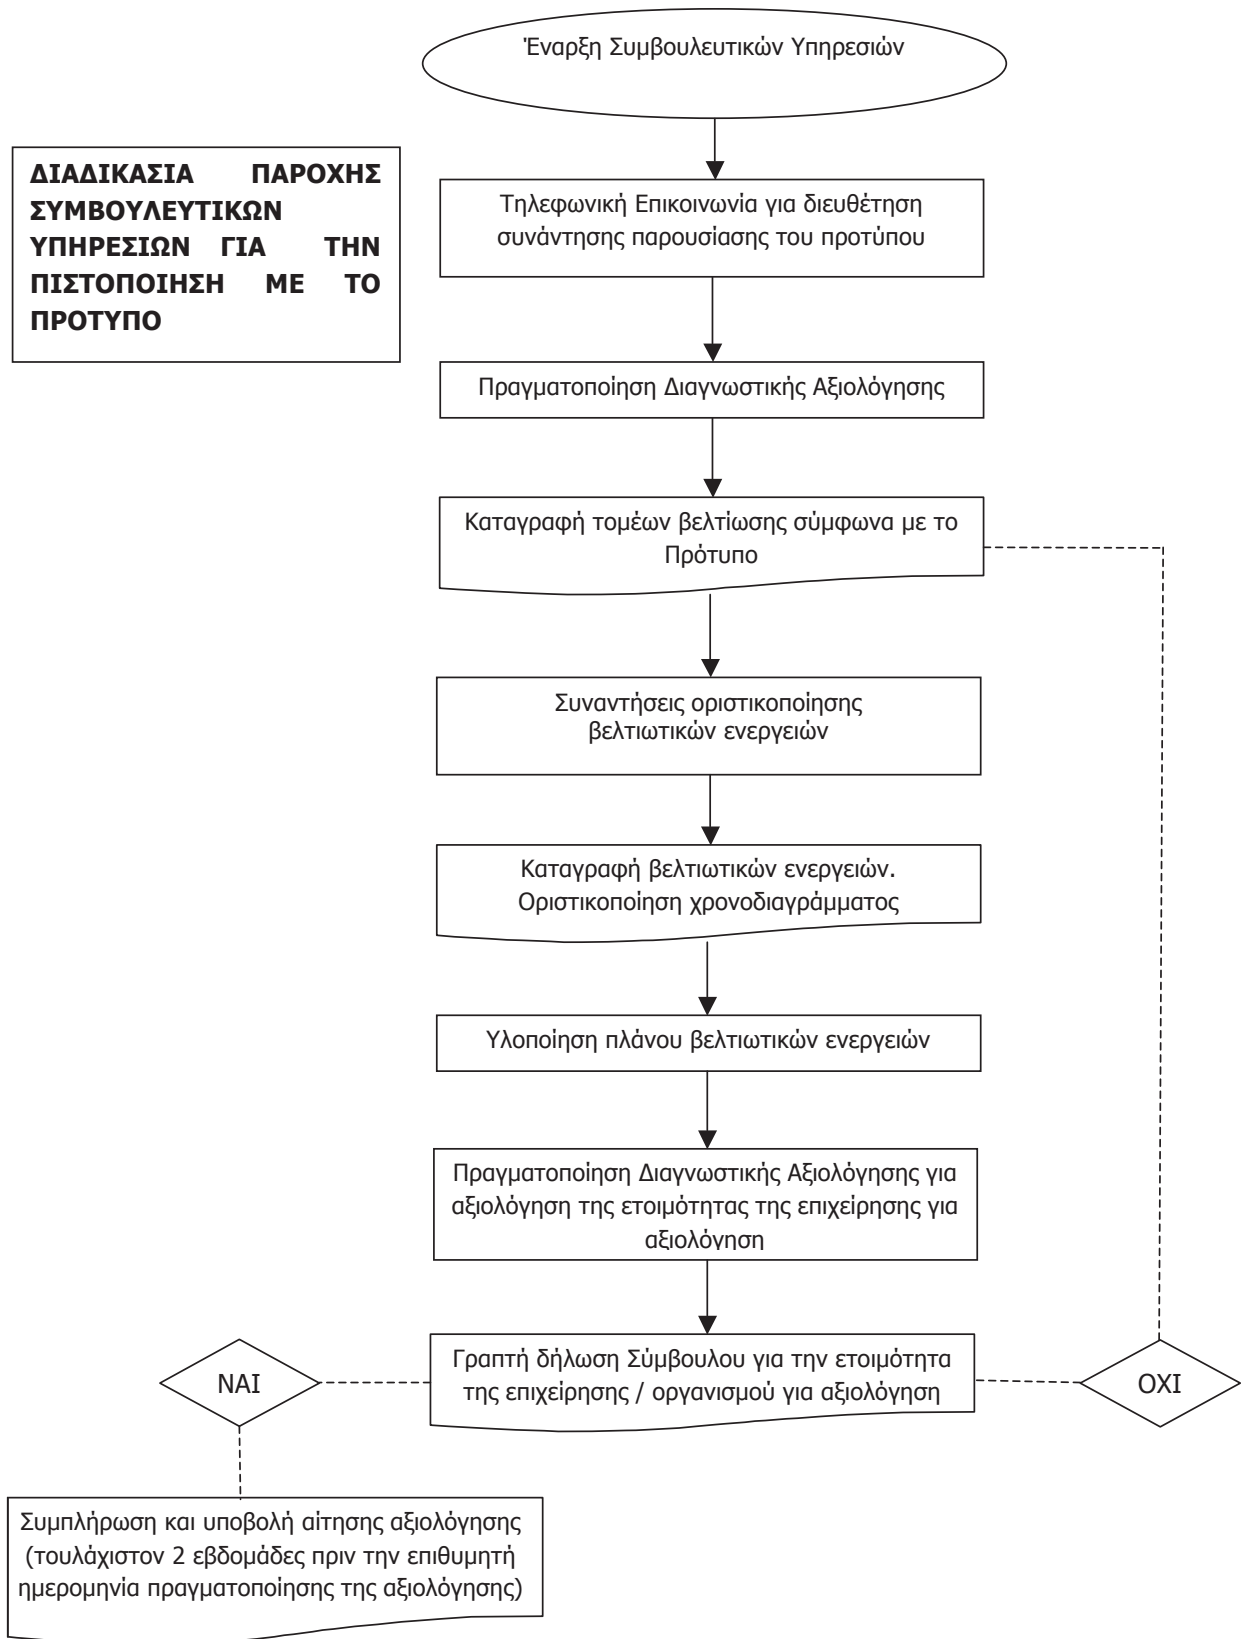 Έναρξη Συμβουλευτικών Υπηρεσιών
ΔΙΑΔΙΚΑΣΙΑ ΠΑΡΟΧΗΣ
ΣΥΜΒΟΥΛΕΥΤΙΚΩΝ
ΥΠΗΡΕΣΙΩΝ ΓΙΑ ΤΗΝ
ΠΙΣΤΟΠΟΙΗΣΗ ΜΕ ΤΟ
ΠΡΟΤΥΠΟ
Τηλεφωνική Επικοινωνία για διευθέτηση
συνάντησης παρουσίασης του προτύπου
Πραγματοποίηση Διαγνωστικής Αξιολόγησης
Καταγραφή τομέων βελτίωσης σύμφωνα με το
Πρότυπο
Συναντήσεις οριστικοποίησης
βελτιωτικών ενεργειών
Καταγραφή βελτιωτικών ενεργειών.
Οριστικοποίηση χρονοδιαγράμματος
Υλοποίηση πλάνου βελτιωτικών ενεργειών
Πραγματοποίηση Διαγνωστικής Αξιολόγησης για
αξιολόγηση της ετοιμότητας της επιχείρησης για
αξιολόγηση
Γραπτή δήλωση Σύμβουλου για την ετοιμότητα
της επιχείρησης / οργανισμού για αξιολόγηση
ΝΑΙ
ΟΧΙ
Συμπλήρωση και υποβολή αίτησης αξιολόγησης
(τουλάχιστον 2 εβδομάδες πριν την επιθυμητή
ημερομηνία πραγματοποίησης της αξιολόγησης)